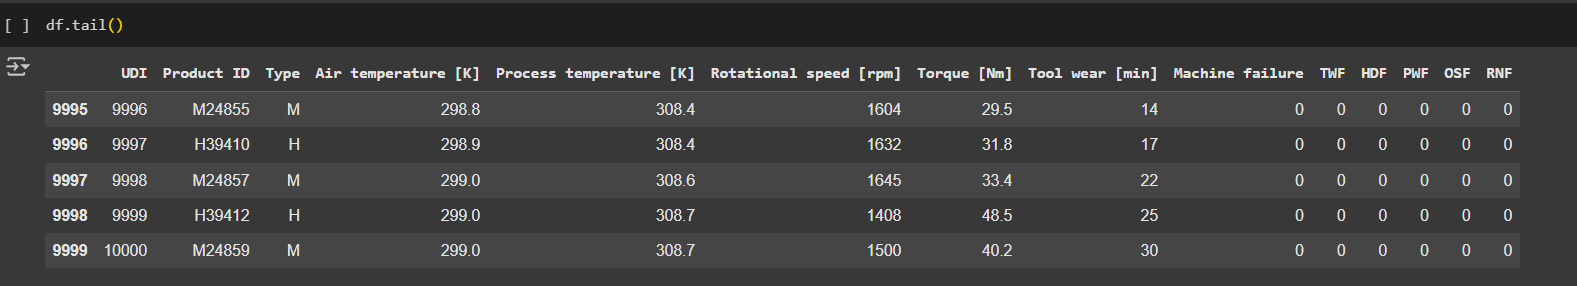 [ ] df.tail()
UDI Product ID Type Air temperature [K] Process temperature [K] Rotational speed [rpm] Torque [Nm] Tool wear [min] Machine failure TWF HDF PWF OSF RNF
9995 9996 M24855 M 298.8 308.4 1604 29.5 14 0 0 0 0 0 0
9996 9997 H39410 H 298.9 308.4 1632 31.8 17 0 0 0 0 0 0
9997 9998 M24857 M 299.0 308.6 1645 33.4 22 0 0 0 0 0 0
9998 9999 H39412 H 299.0 308.7 1408 48.5 25 0 0 0 0 0 0
9999 10000 M24859 M 299.0 308.7 1500 40.2 30 0 0 0 0 0 0